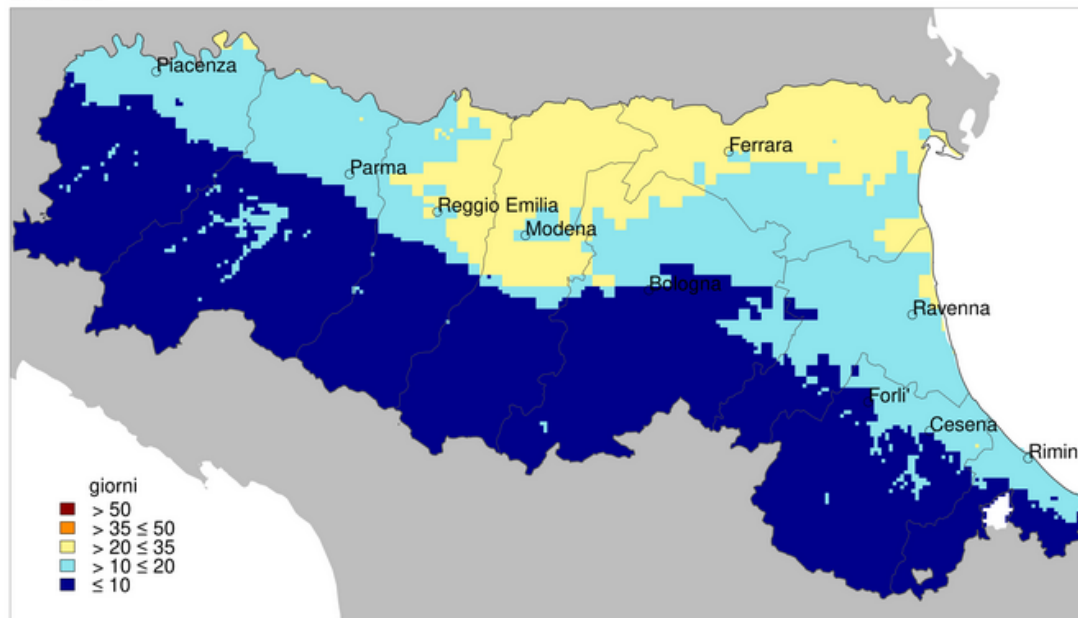 Piacenza
Ferrara
Parma
Reggio Emilia
Modena
Bologna
Ravenna
Forli'
Cesena
Rimin
giorni
> 50
> 35 ≤ 50
> 20 ≤ 35
> 10 ≤ 20
≤ 10